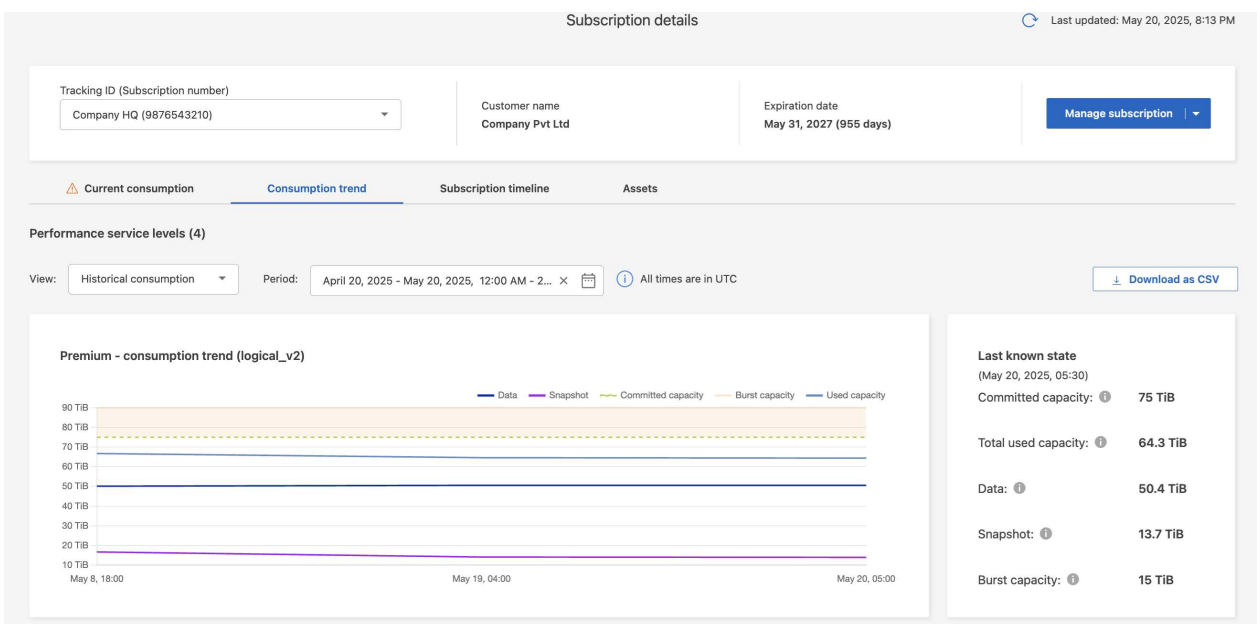 Subscription details
Last updated: May 20, 2025, 8:13 PM
Tracking ID (Subscription number)
Company HQ (9876543210)
Customer name
Company Pvt Ltd
Expiration date
May 31, 2027 (955 days)
Manage subscription
Current consumption
Consumption trend
Subscription timeline
Assets
Performance service levels (4)
View:
Historical consumption
Period:
April 20, 2025 - May 20, 2025, 12:00 AM - 2...
All times are in UTC
Download as CSV
Premium - consumption trend (logical_v2)
Data
Snapshot
Committed capacity
Burst capacity
Used capacity
90 TiB
80 TiB
70 TiB
60 TiB
50 TiB
40 TiB
30 TiB
20 TiB
10 TiB
May 8, 18:00
May 19, 04:00
May 20, 05:00
Last known state
(May 20, 2025, 05:30)
Committed capacity: 75 TiB
Total used capacity: 64.3 TiB
Data: 50.4 TiB
Snapshot: 13.7 TiB
Burst capacity: 15 TiB